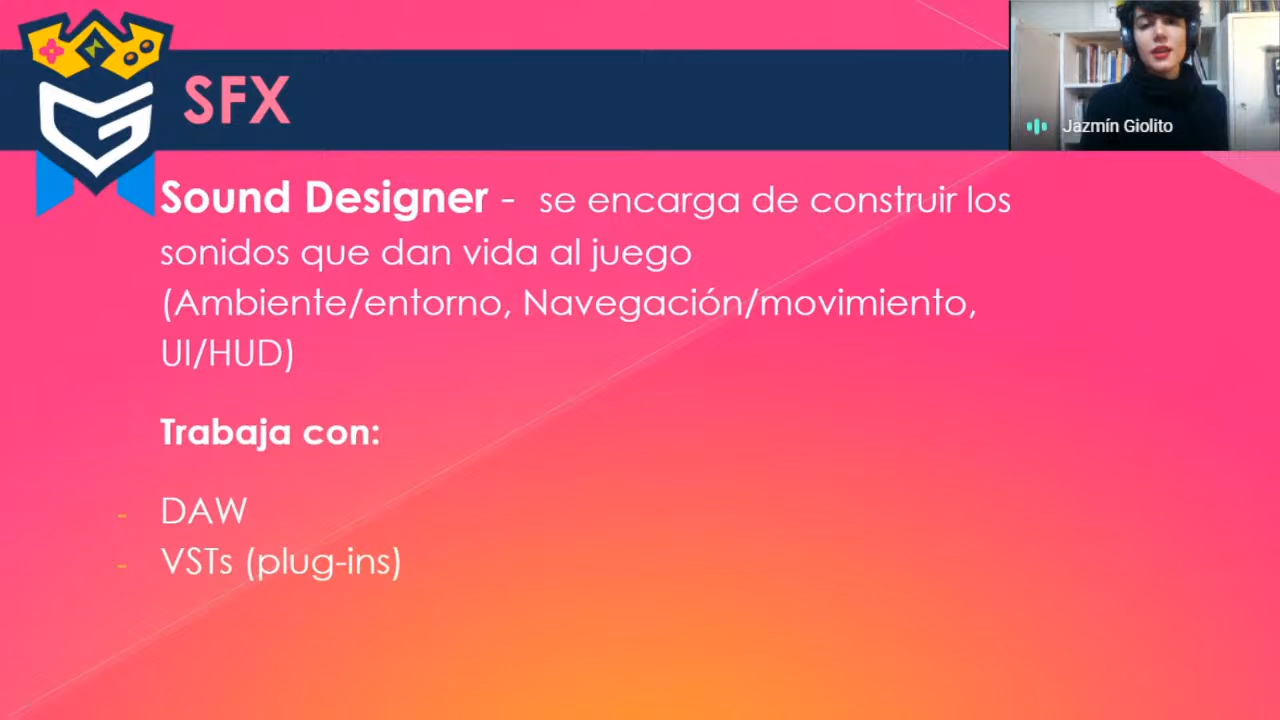 SFX
Jazmín Giolito
Sound Designer - se encarga de construir los
sonidos que dan vida al juego
(Ambiente/entorno, Navegación/movimiento,
UI/HUD)
Trabaja con:
- DAW
- VSTs (plug-ins)